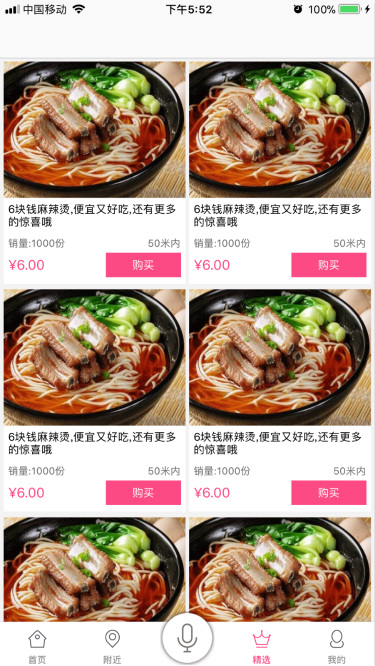 中国移动 下午5:52 100%
6块钱麻辣烫,便宜又好吃,还有更多
的惊喜哦
销量:1000份 50米内
¥6.00 购买
6块钱麻辣烫,便宜又好吃,还有更多
的惊喜哦
销量:1000份 50米内
¥6.00 购买
6块钱麻辣烫,便宜又好吃,还有更多
的惊喜哦
销量:1000份 50米内
¥6.00 购买
6块钱麻辣烫,便宜又好吃,还有更多
的惊喜哦
销量:1000份 50米内
¥6.00 购买
首页 附近 精选 我的